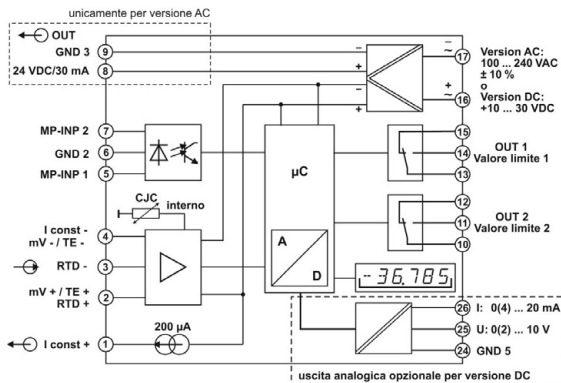 unicamente per versione AC
OUT
GND 3
9
24 VDC/30 mA
8
−
+
−
+
−
~
17
+
~
16
Version AC:
100 ... 240 VAC
± 10 %
o
Version DC:
+10 ... 30 VDC
MP-INP 2
7
GND 2
6
MP-INP 1
5
µC
15
14
13
OUT 1
Valore limite 1
CJC
interno
12
11
10
OUT 2
Valore limite 2
I const -
mV - / TE -
4
RTD -
3
mV + / TE +
RTD +
2
A
D
-36,785
200 µA
I const +
1
26
I: 0(4) ... 20 mA
25
U: 0(2) ... 10 V
24
GND 5
uscita analogica opzionale per versione DC